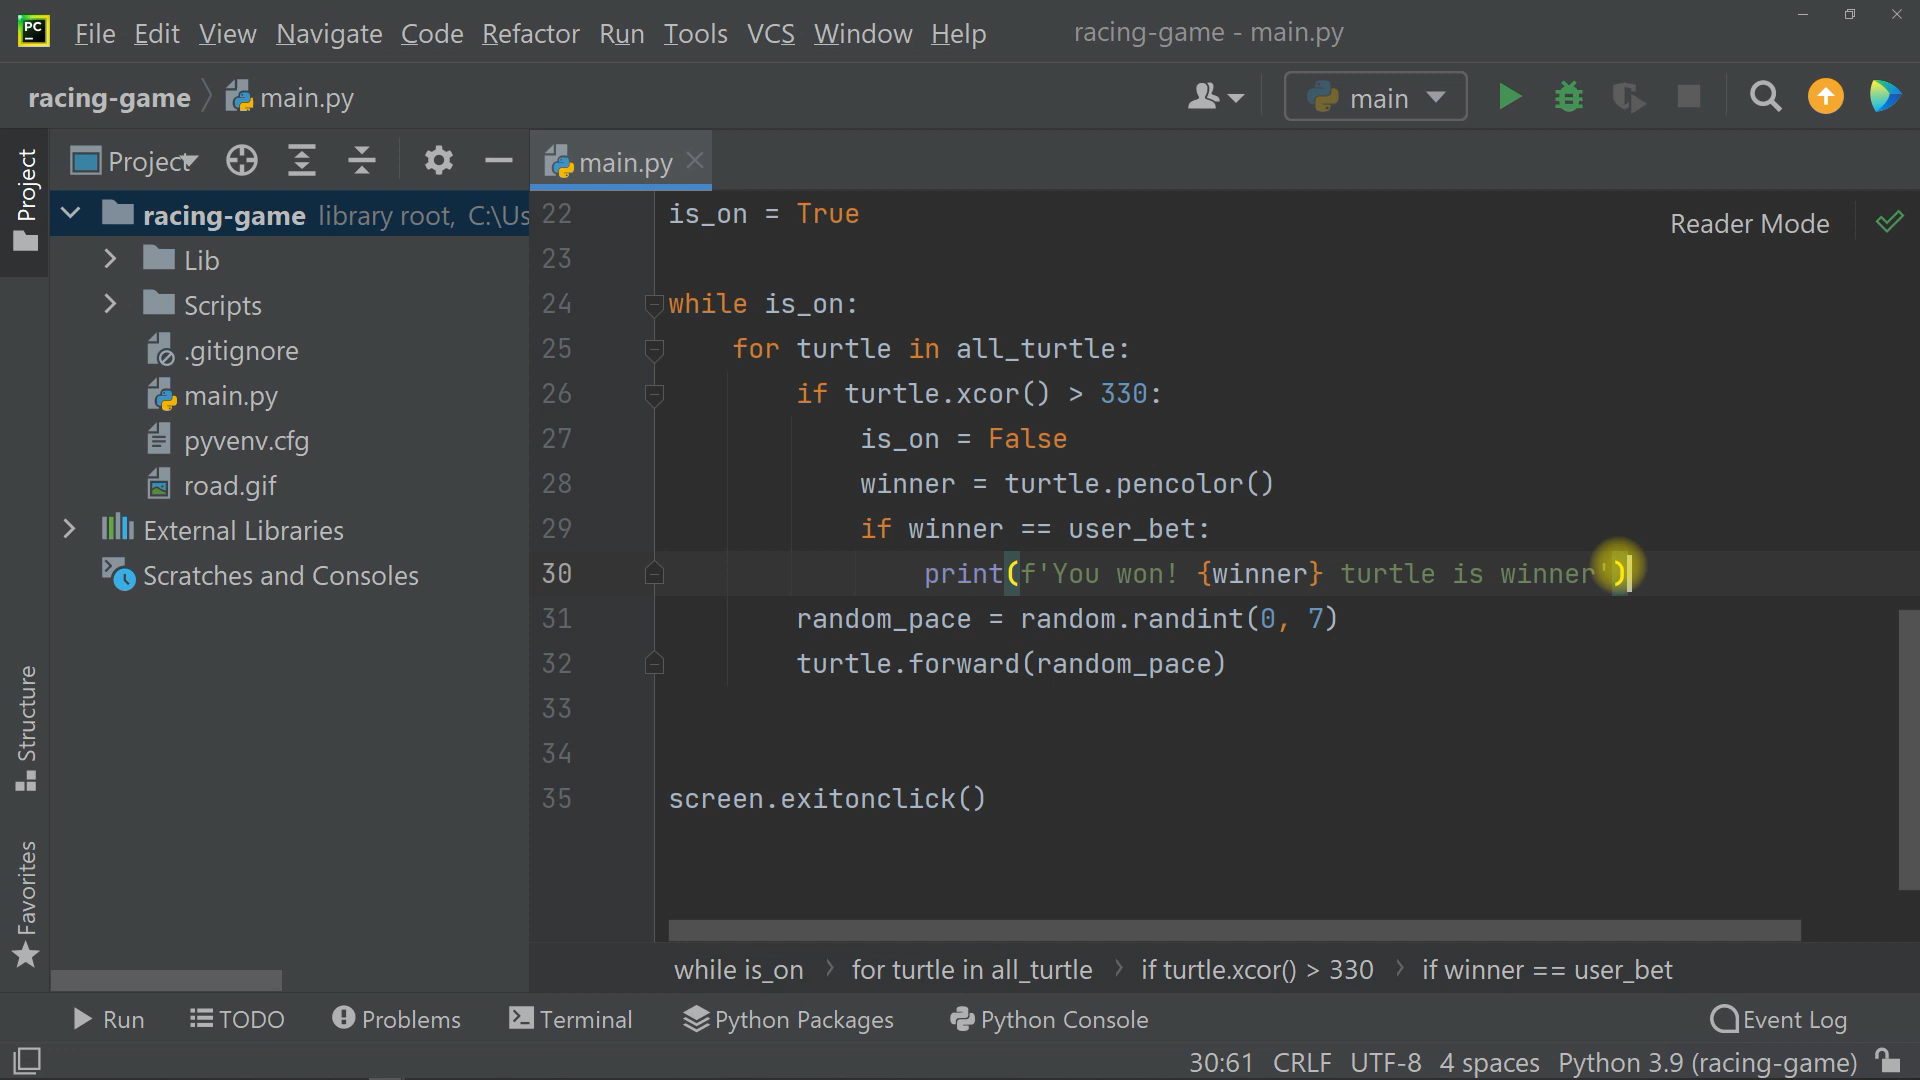 PC File Edit View Navigate Code Refactor Run Tools VCS Window Help racing-game - main.py
racing-game main.py main
Project main.py
Project
racing-game library root, C:\Us
Lib
Scripts
.gitignore
main.py
pyvenv.cfg
road.gif
External Libraries
Scratches and Consoles
Structure
Favorites
Reader Mode
22 is_on = True
23
24 while is_on:
25 for turtle in all_turtle:
26 if turtle.xcor() > 330:
27 is_on = False
28 winner = turtle.pencolor()
29 if winner == user_bet:
30 print(f'You won! {winner} turtle is winner')
31 random_pace = random.randint(0, 7)
32 turtle.forward(random_pace)
33
34
35 screen.exitonclick()
while is_on for turtle in all_turtle if turtle.xcor() > 330 if winner == user_bet
Run TODO Problems Terminal Python Packages Python Console Event Log
30:61 CRLF UTF-8 4 spaces Python 3.9 (racing-game)